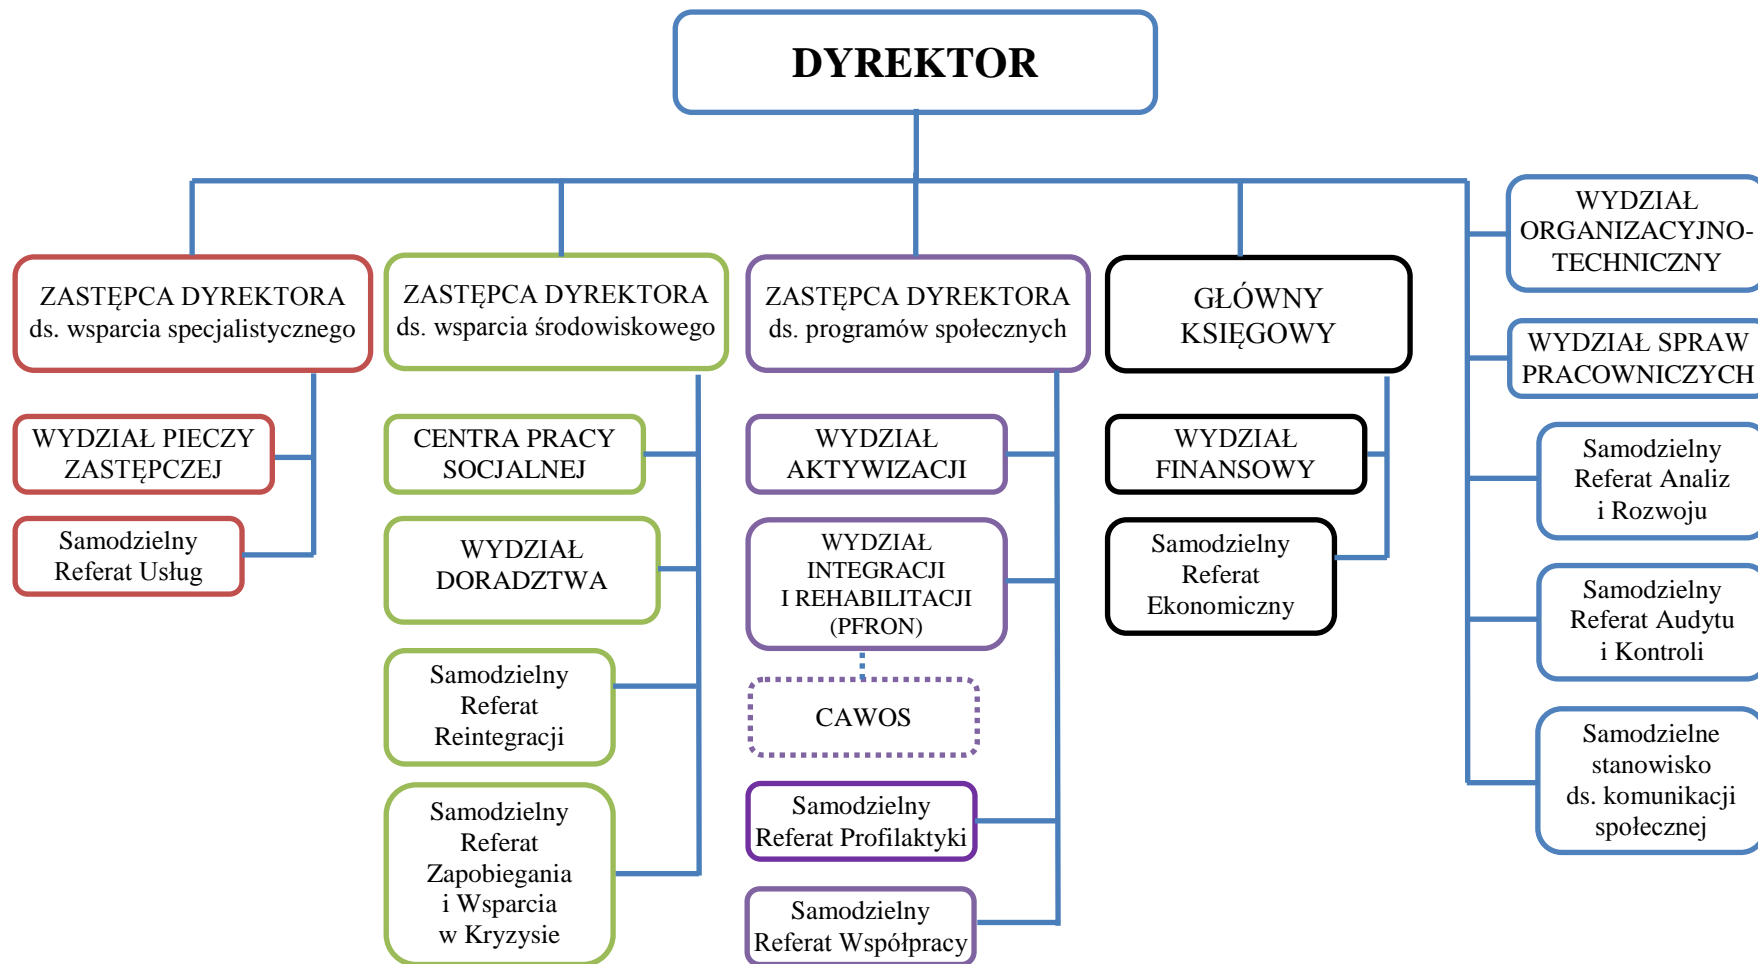 DYREKTOR
ZASTĘPCA DYREKTORA
ds. wsparcia specjalistycznego
WYDZIAŁ PIECZY
ZASTĘPCZEJ
Samodzielny
Referat Usług
ZASTĘPCA DYREKTORA
ds. wsparcia środowiskowego
CENTRA PRACY
SOCJALNEJ
WYDZIAŁ
DORADZTWA
Samodzielny
Referat
Reintegracji
Samodzielny
Referat
Zapobiegania
i Wsparcia
w Kryzysie
ZASTĘPCA DYREKTORA
ds. programów społecznych
WYDZIAŁ
AKTYWIZACJI
WYDZIAŁ
INTEGRACJI
I REHABILITACJI
(PFRON)
CAWOS
Samodzielny
Referat Profilaktyki
Samodzielny
Referat Współpracy
GŁÓWNY
KSIĘGOWY
WYDZIAŁ
FINANSOWY
Samodzielny
Referat
Ekonomiczny
WYDZIAŁ
ORGANIZACYJNO-
TECHNICZNY
WYDZIAŁ SPRAW
PRACOWNICZYCH
Samodzielny
Referat Analiz
i Rozwoju
Samodzielny
Referat Audytu
i Kontroli
Samodzielne
stanowisko
ds. komunikacji
społecznej